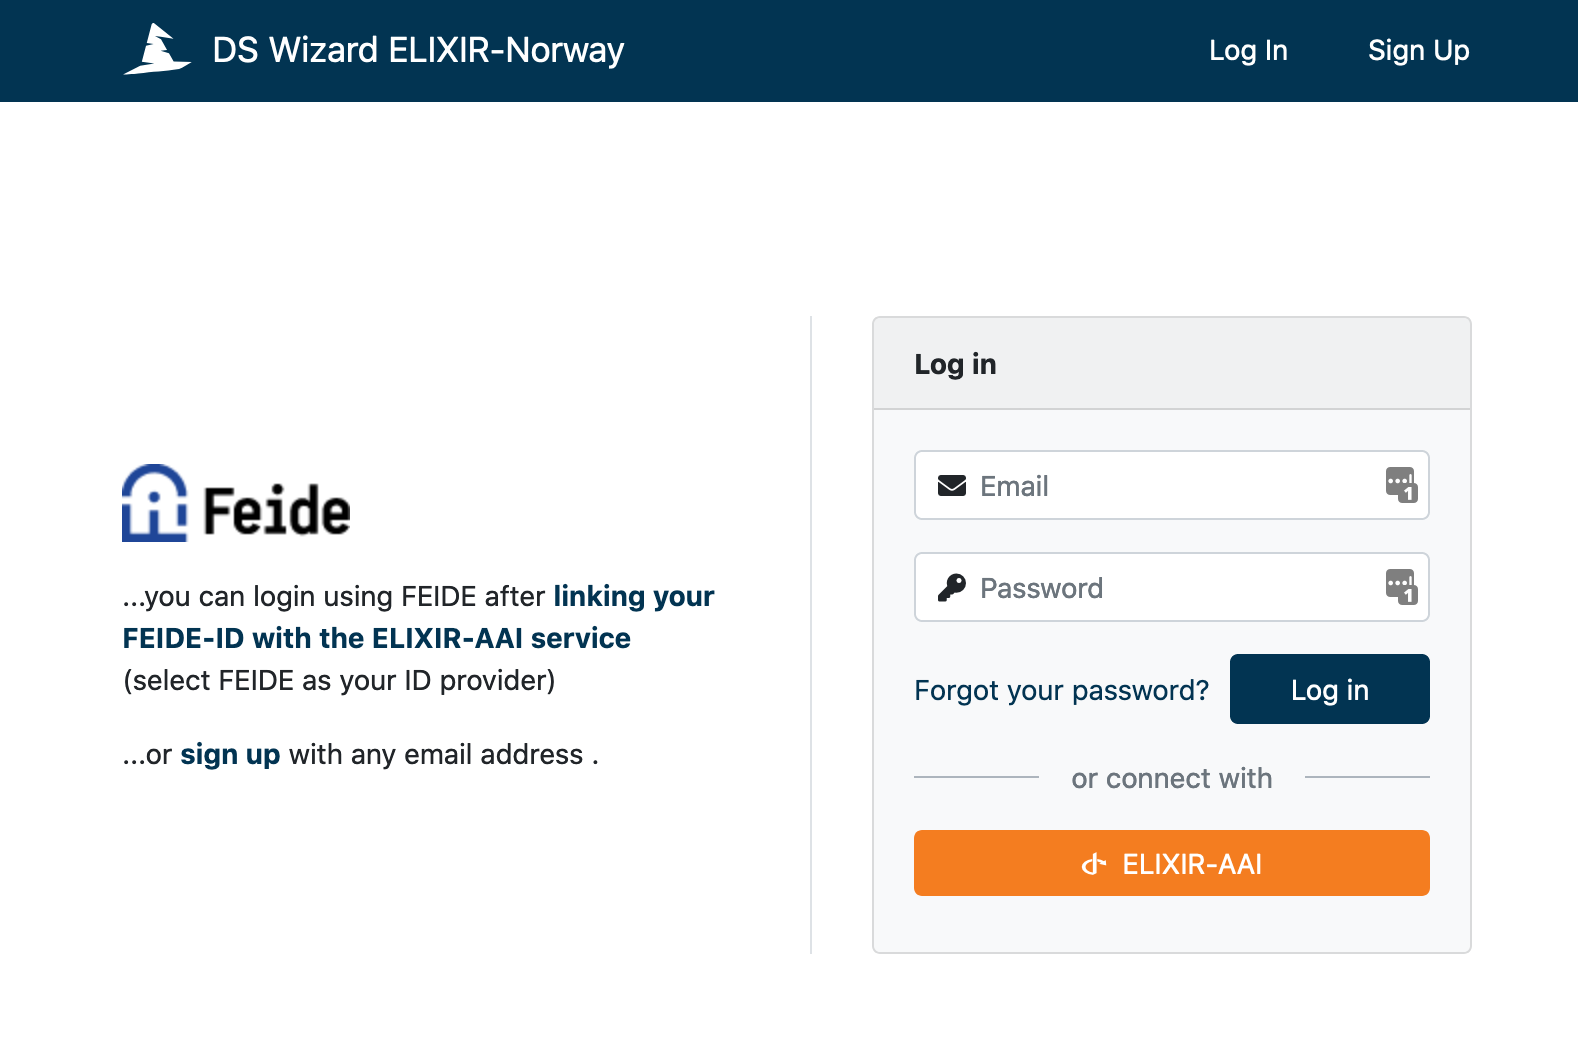 DS Wizard ELIXIR-Norway
Log In
Sign Up
Feide
...you can login using FEIDE after linking your
FEIDE-ID with the ELIXIR-AAI service
(select FEIDE as your ID provider)
...or sign up with any email address .
Log in
Email
1
Password
1
Forgot your password?
Log in
or connect with
ELIXIR-AAI